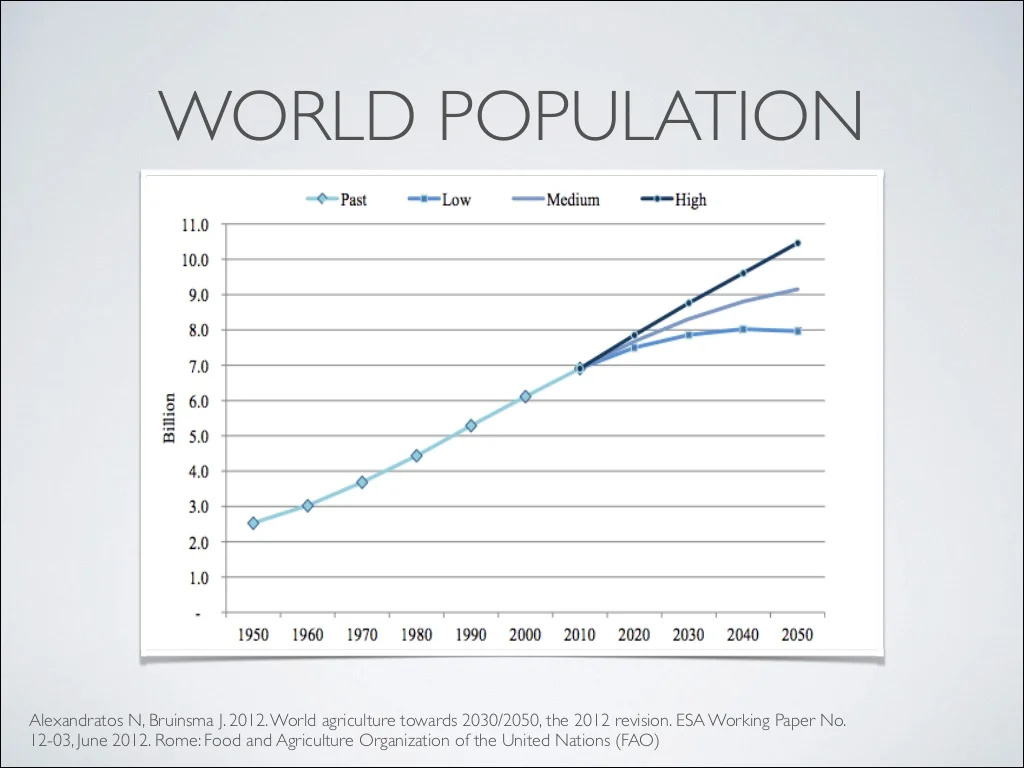 WORLD POPULATION
Past Low Medium High
11.0
10.0
9.0
8.0
7.0
6.0
5.0
4.0
3.0
2.0
1.0
-
Billion
1950 1960 1970 1980 1990 2000 2010 2020 2030 2040 2050
Alexandratos N, Bruinsma J. 2012. World agriculture towards 2030/2050, the 2012 revision. ESA Working Paper No.
12-03, June 2012. Rome: Food and Agriculture Organization of the United Nations (FAO)